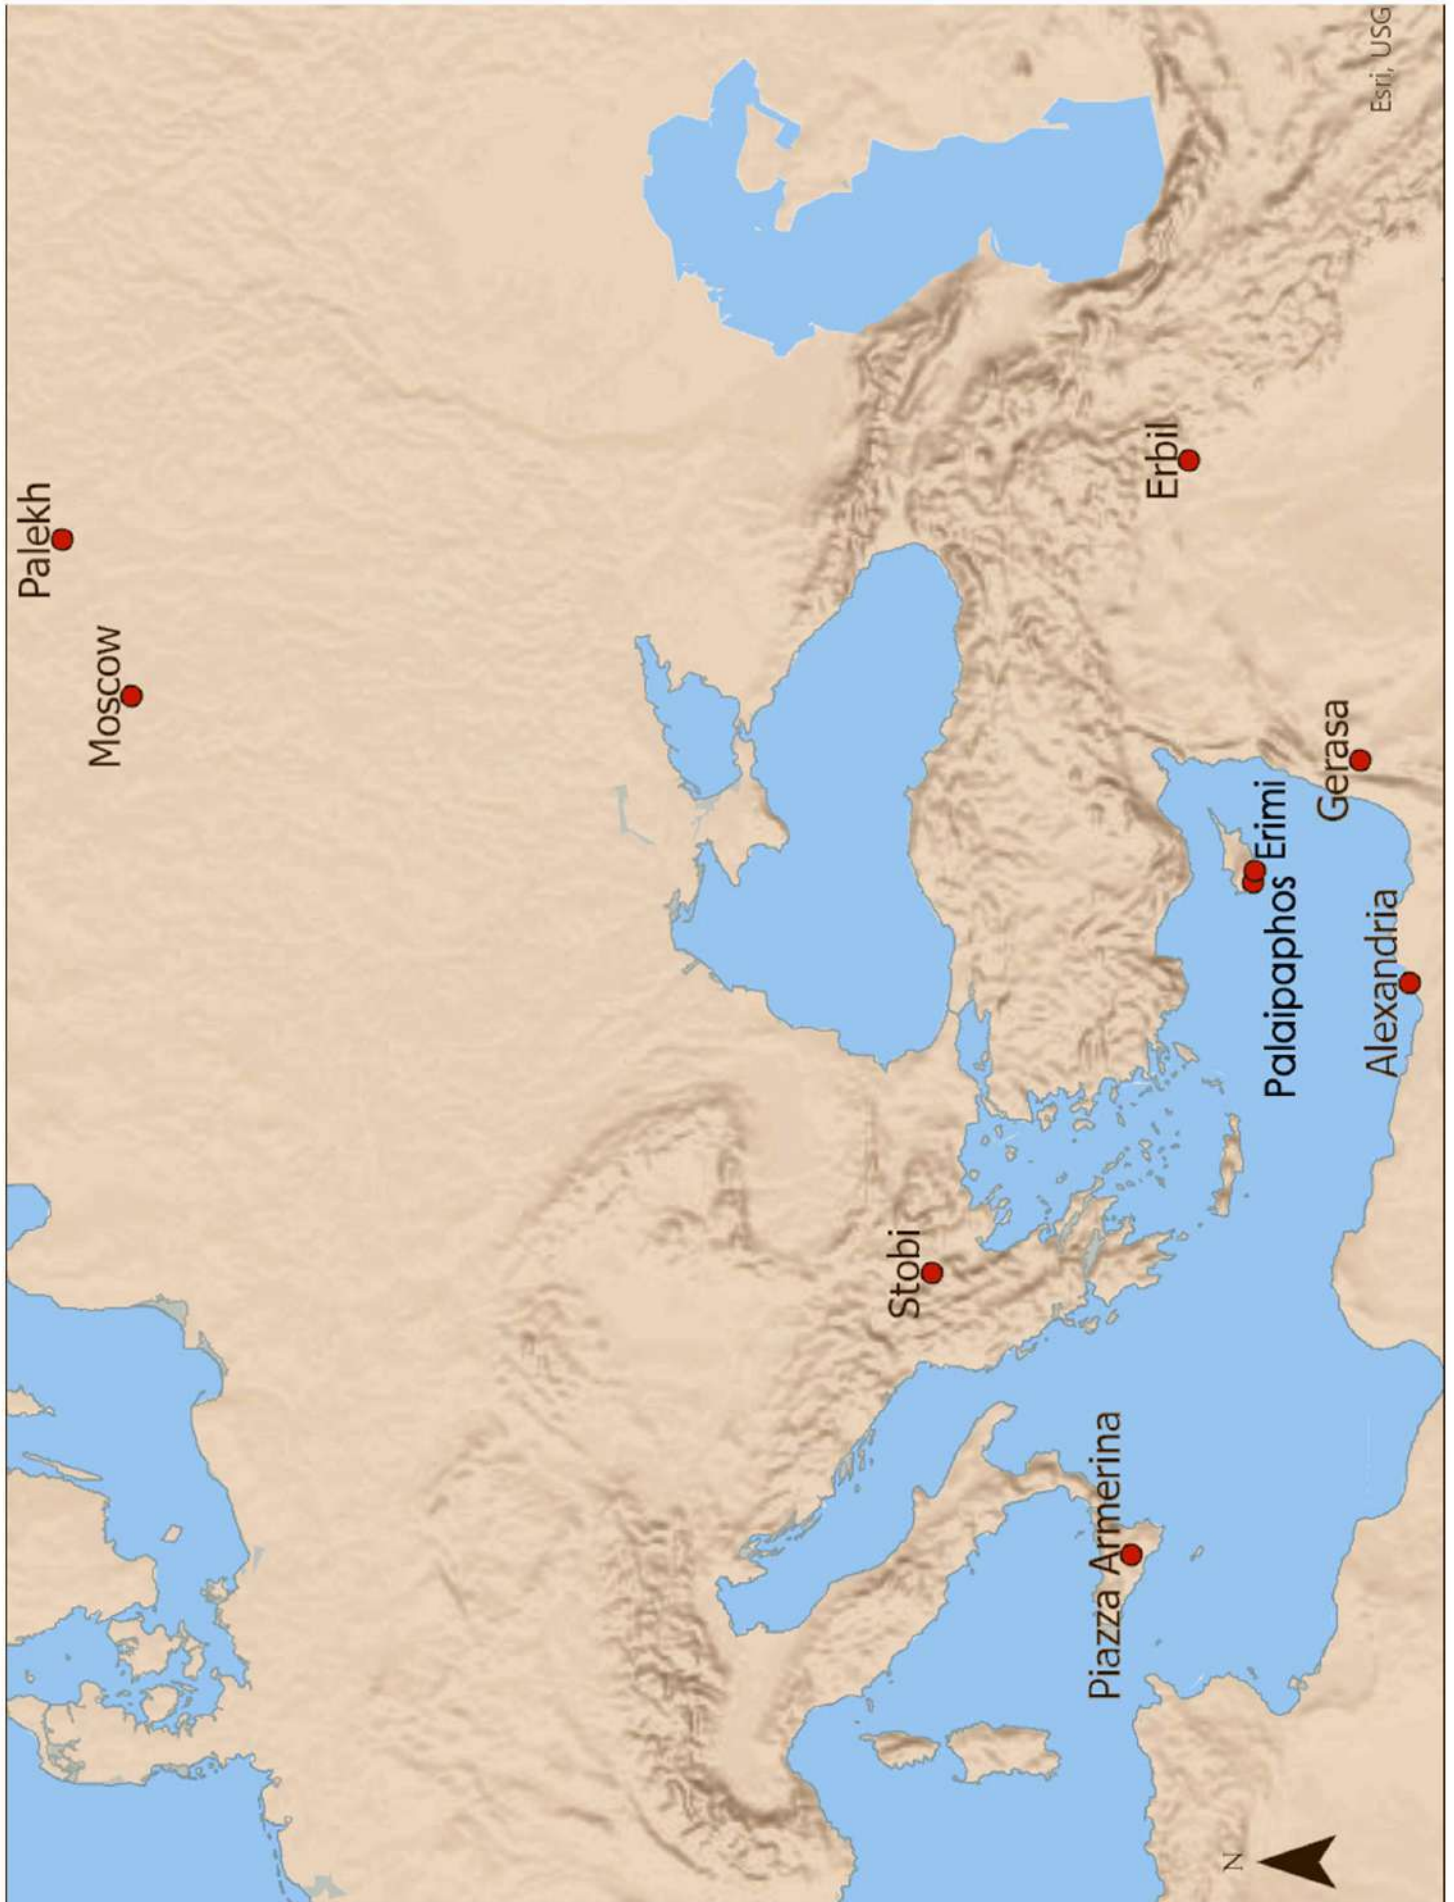 Palekh
Moscow
Erbil
Stobi
Gerasa
Erimi
Palaipaphos
Piazza Armerina
Alexandria
N
Esri, USG